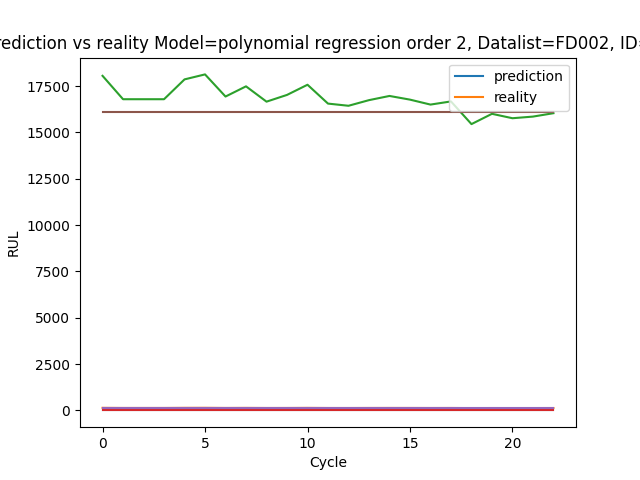 rediction vs reality Model=polynomial regression order 2, Datalist=FD002, ID=
17500
15000
12500
10000
7500
5000
2500
0
RUL
prediction
reality
0 5 10 15 20
Cycle